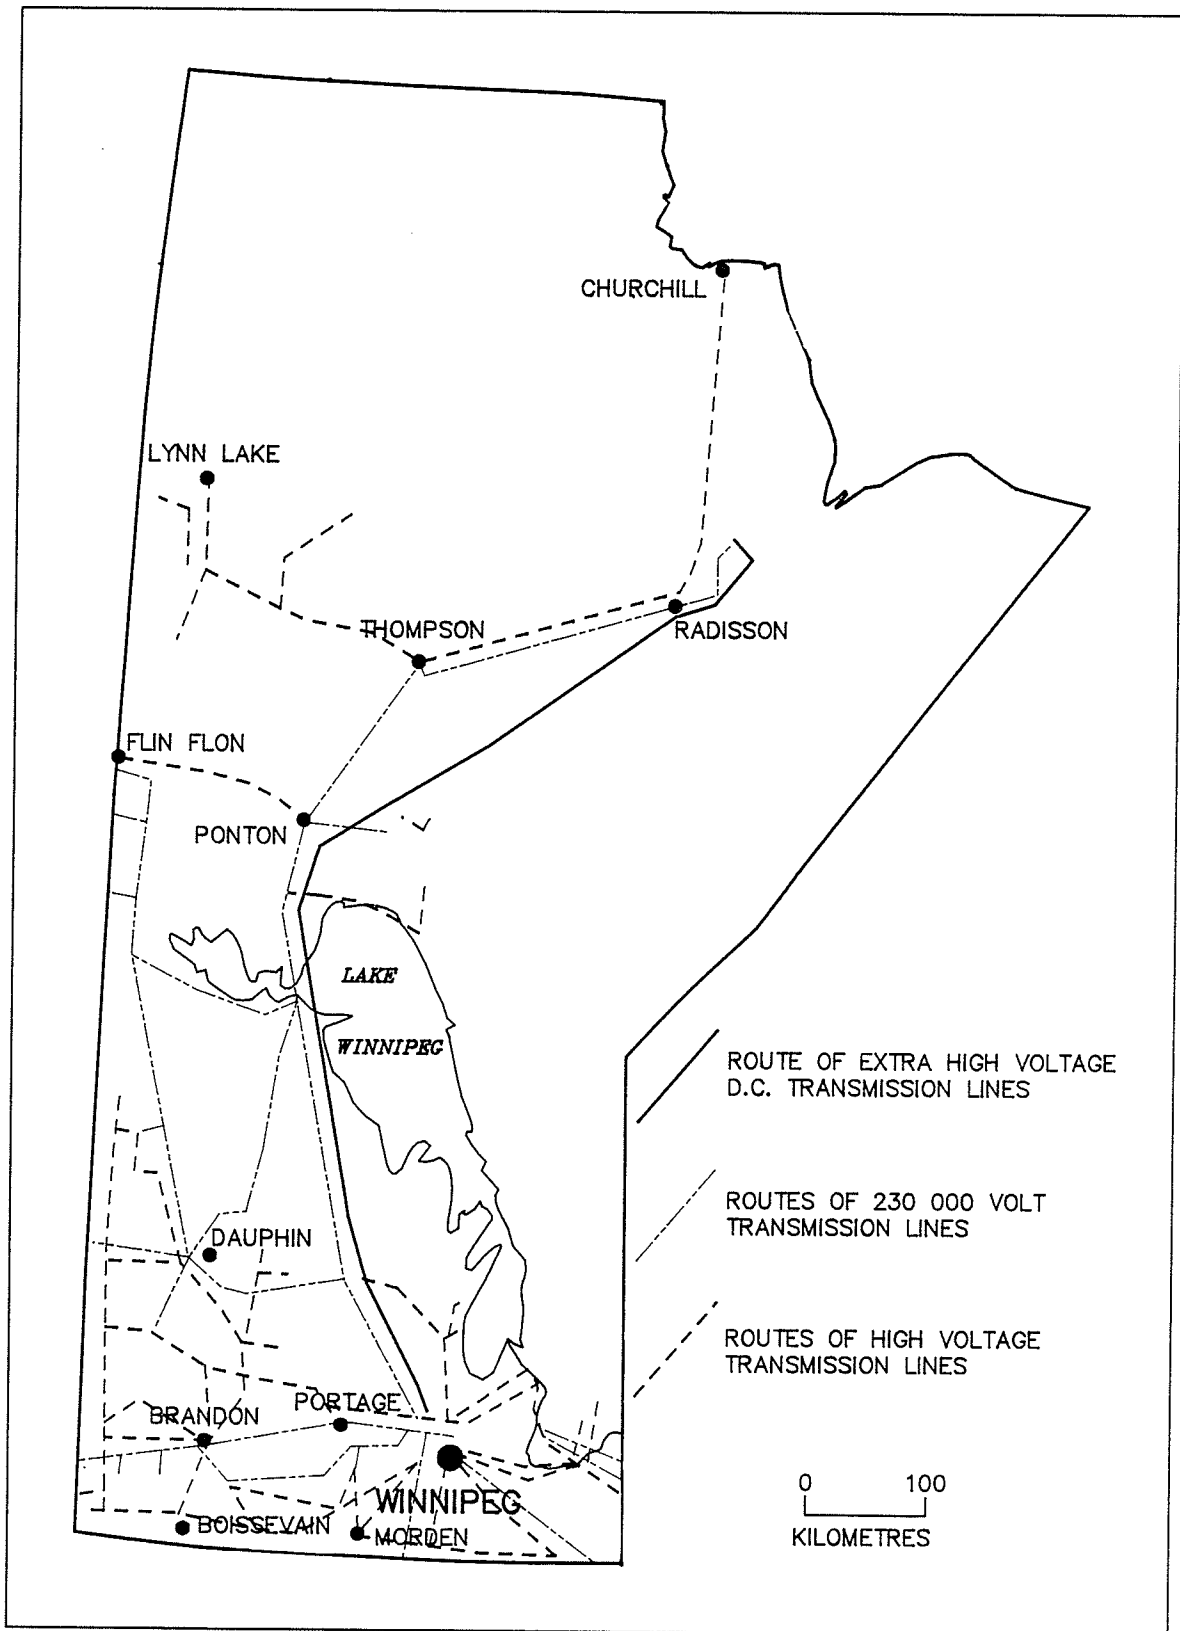 CHURCHILL
LYNN LAKE
THOMPSON
RADISSON
FLIN FLON
PONTON
LAKE
WINNIPEG
ROUTE OF EXTRA HIGH VOLTAGE
D.C. TRANSMISSION LINES
ROUTES OF 230 000 VOLT
TRANSMISSION LINES
DAUPHIN
ROUTES OF HIGH VOLTAGE
TRANSMISSION LINES
PORTAGE
BRANDON
WINNIPEG
BOISSEVAIN
MORDEN
0 100
KILOMETRES